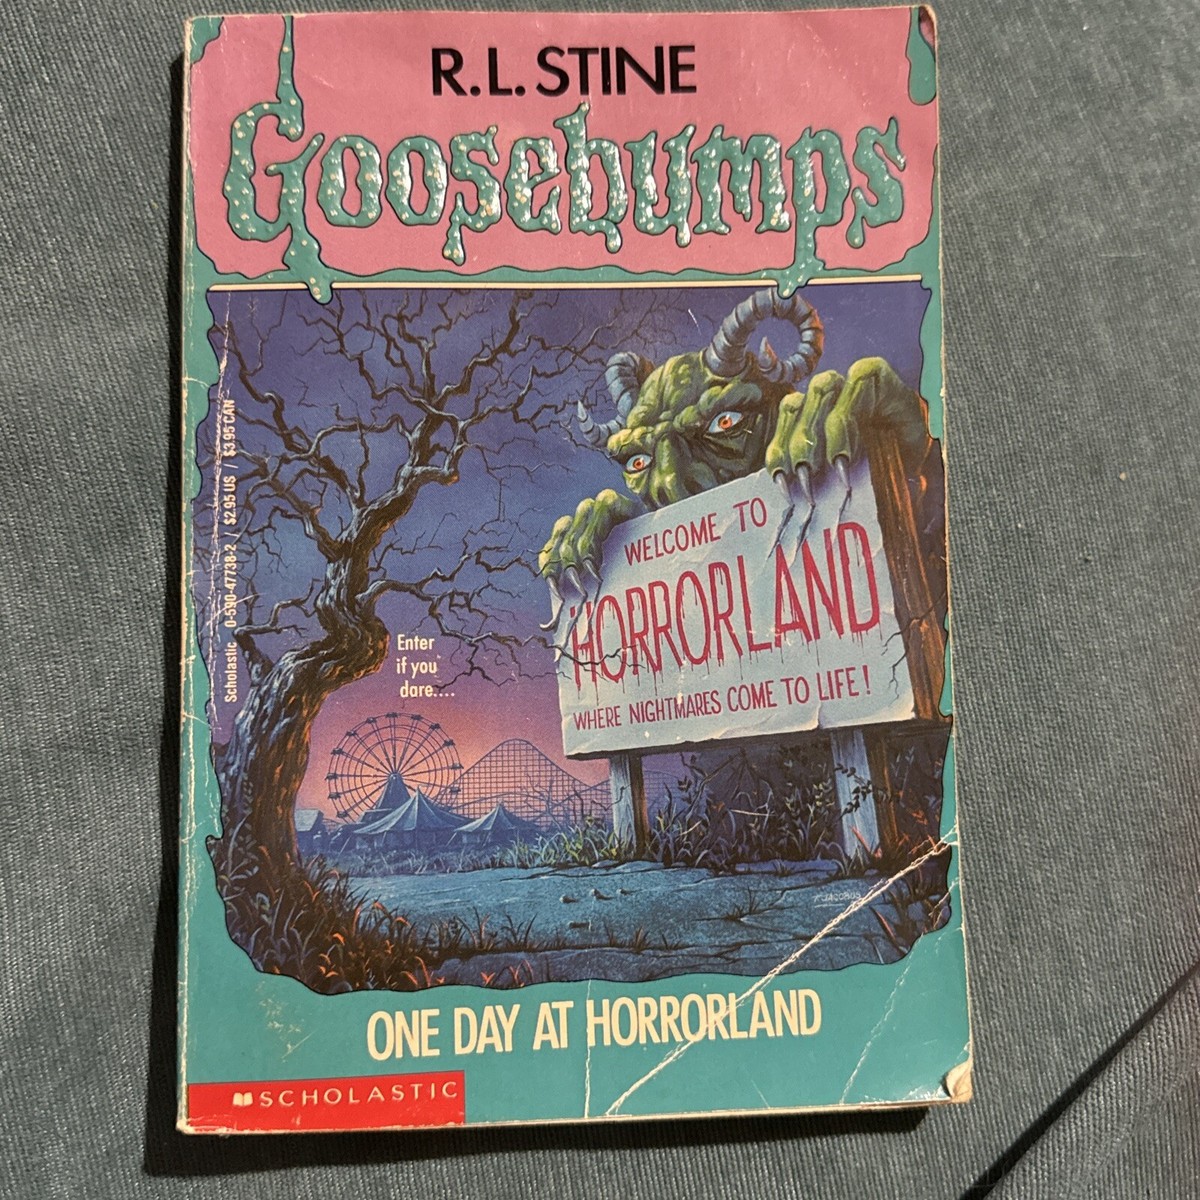 R.L. STINE
Goosebumps
Scholastic 0-590-47738-2 / $2.95 US / $3.95 CAN
WELCOME TO
HORRORLAND
WHERE NIGHTMARES COME TO LIFE!
Enter
if you
dare....
ONE DAY AT HORRORLAND
SCHOLASTIC